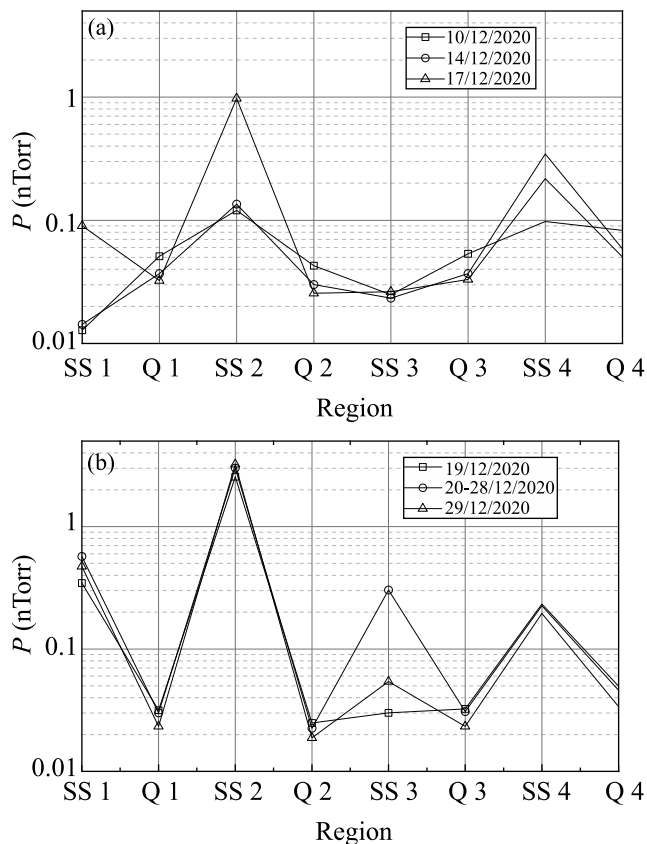 (a)
10/12/2020
14/12/2020
17/12/2020
P (nTorr)
1
0.1
0.01
SS 1 Q 1 SS 2 Q 2 SS 3 Q 3 SS 4 Q 4
Region
(b)
19/12/2020
20-28/12/2020
29/12/2020
P (nTorr)
1
0.1
0.01
SS 1 Q 1 SS 2 Q 2 SS 3 Q 3 SS 4 Q 4
Region